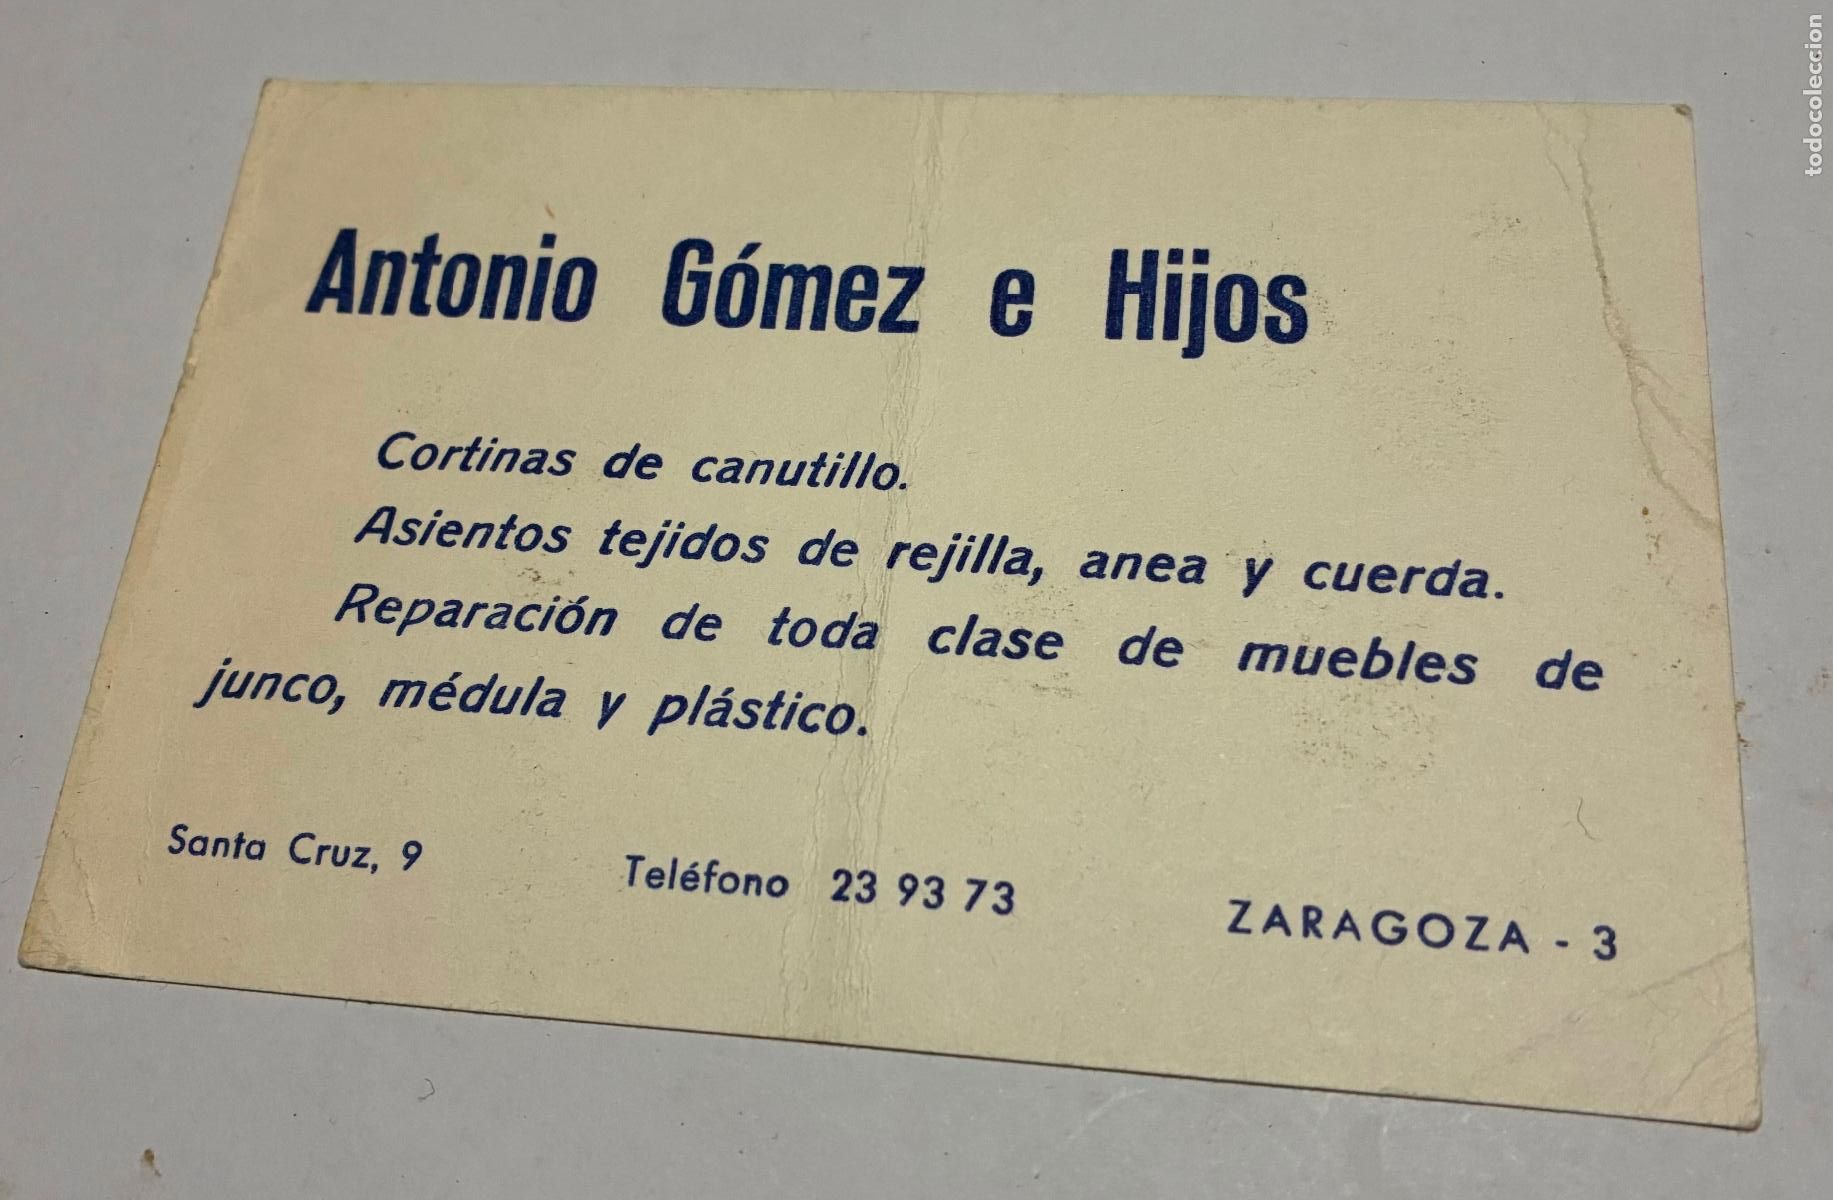 Antonio Gómez e Hijos
Cortinas de canutillo.
Asientos tejidos de rejilla, anea y cuerda.
Reparación de toda clase de muebles de
junco, médula y plástico.
Santa Cruz, 9 Teléfono 23 93 73 ZARAGOZA - 3
todocoleccion